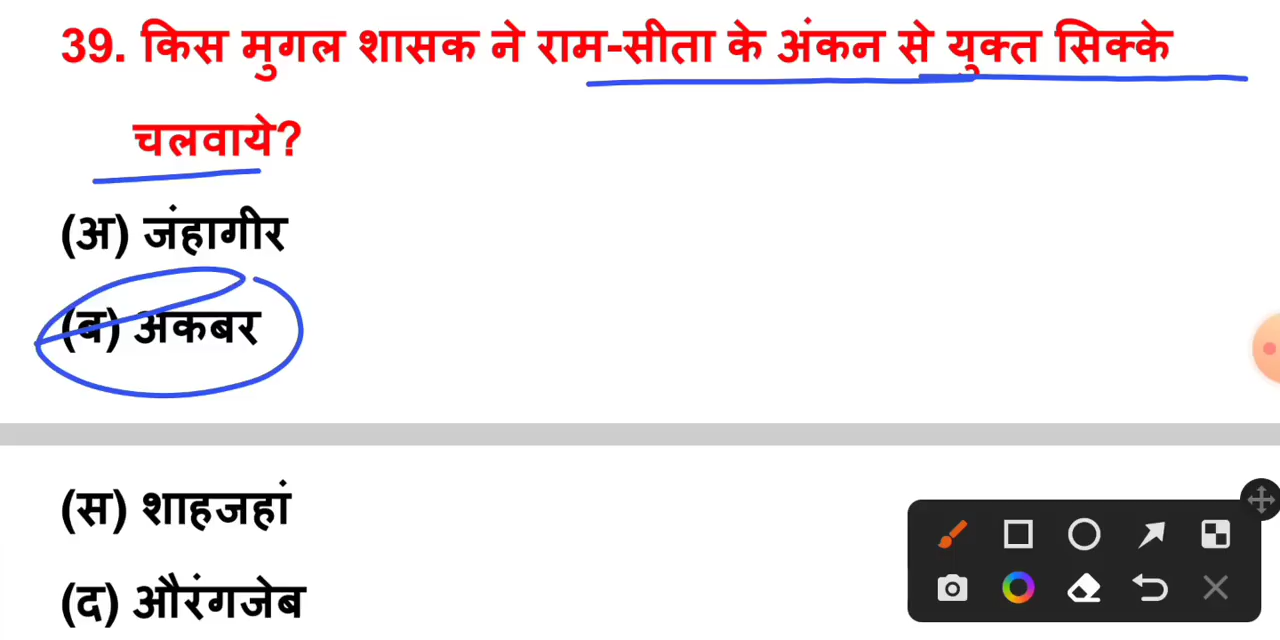 39. किस मुगल शासक ने राम-सीता के अंकन से युक्त सिक्के
चलवाये?
(अ) जंहागीर
(ब) अकबर
(स) शाहजहां
(द) औरंगजेब